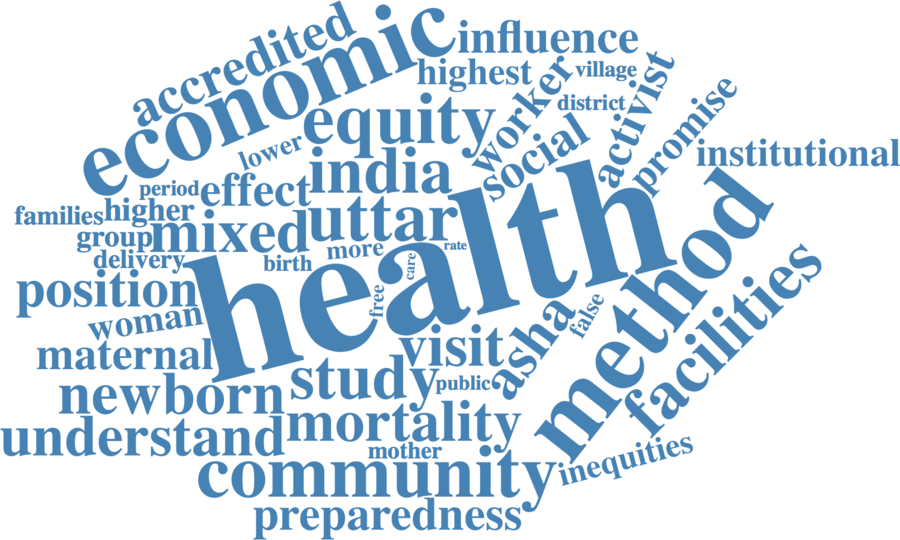 accredited
economic
influence
highest
village
worker
activist
district
promise
equity
lower
social
institutional
india
period
effect
families
higher
uttar
group
mixed
more
rate
health
method
delivery
birth
care
position
free
false
facilities
woman
asha
maternal
visit
study
public
newborn
mortality
understand
mother
inequities
community
preparedness